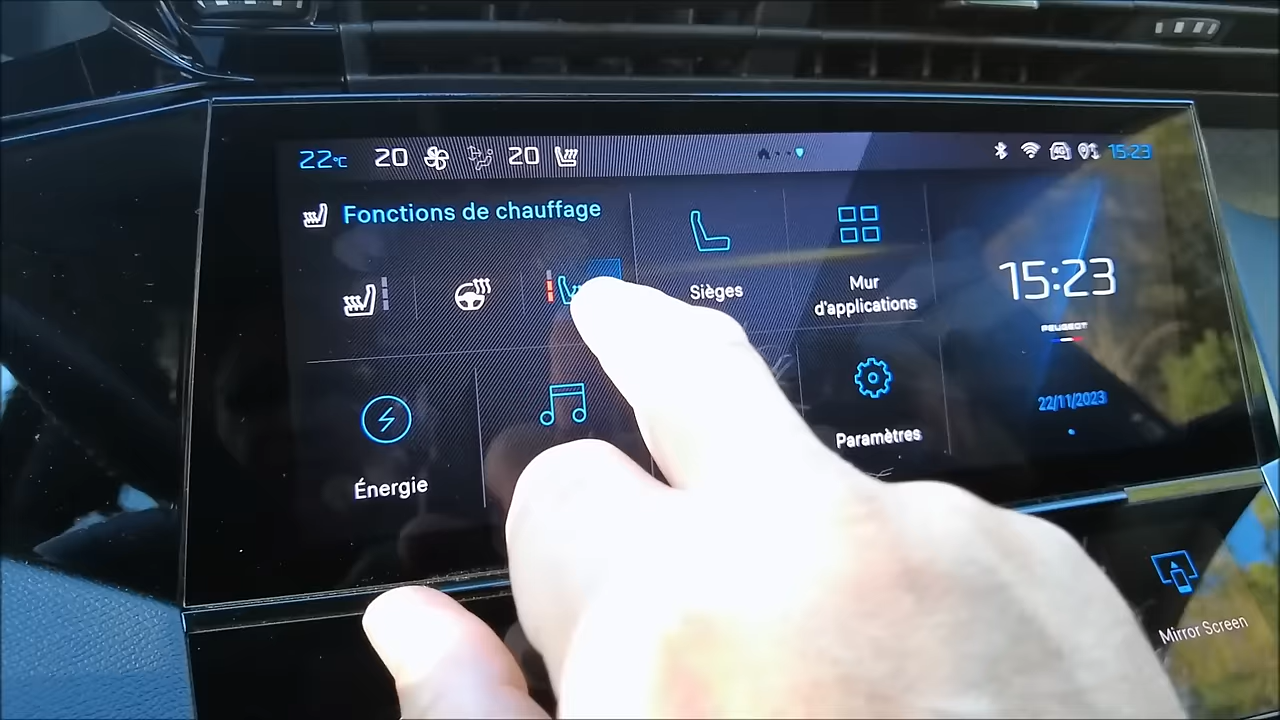 22°C 20 20 15:23
Fonctions de chauffage
Sièges
Mur
d'applications
15:23
PEUGEOT
22/11/2023
Énergie
Paramètres
Mirror Screen